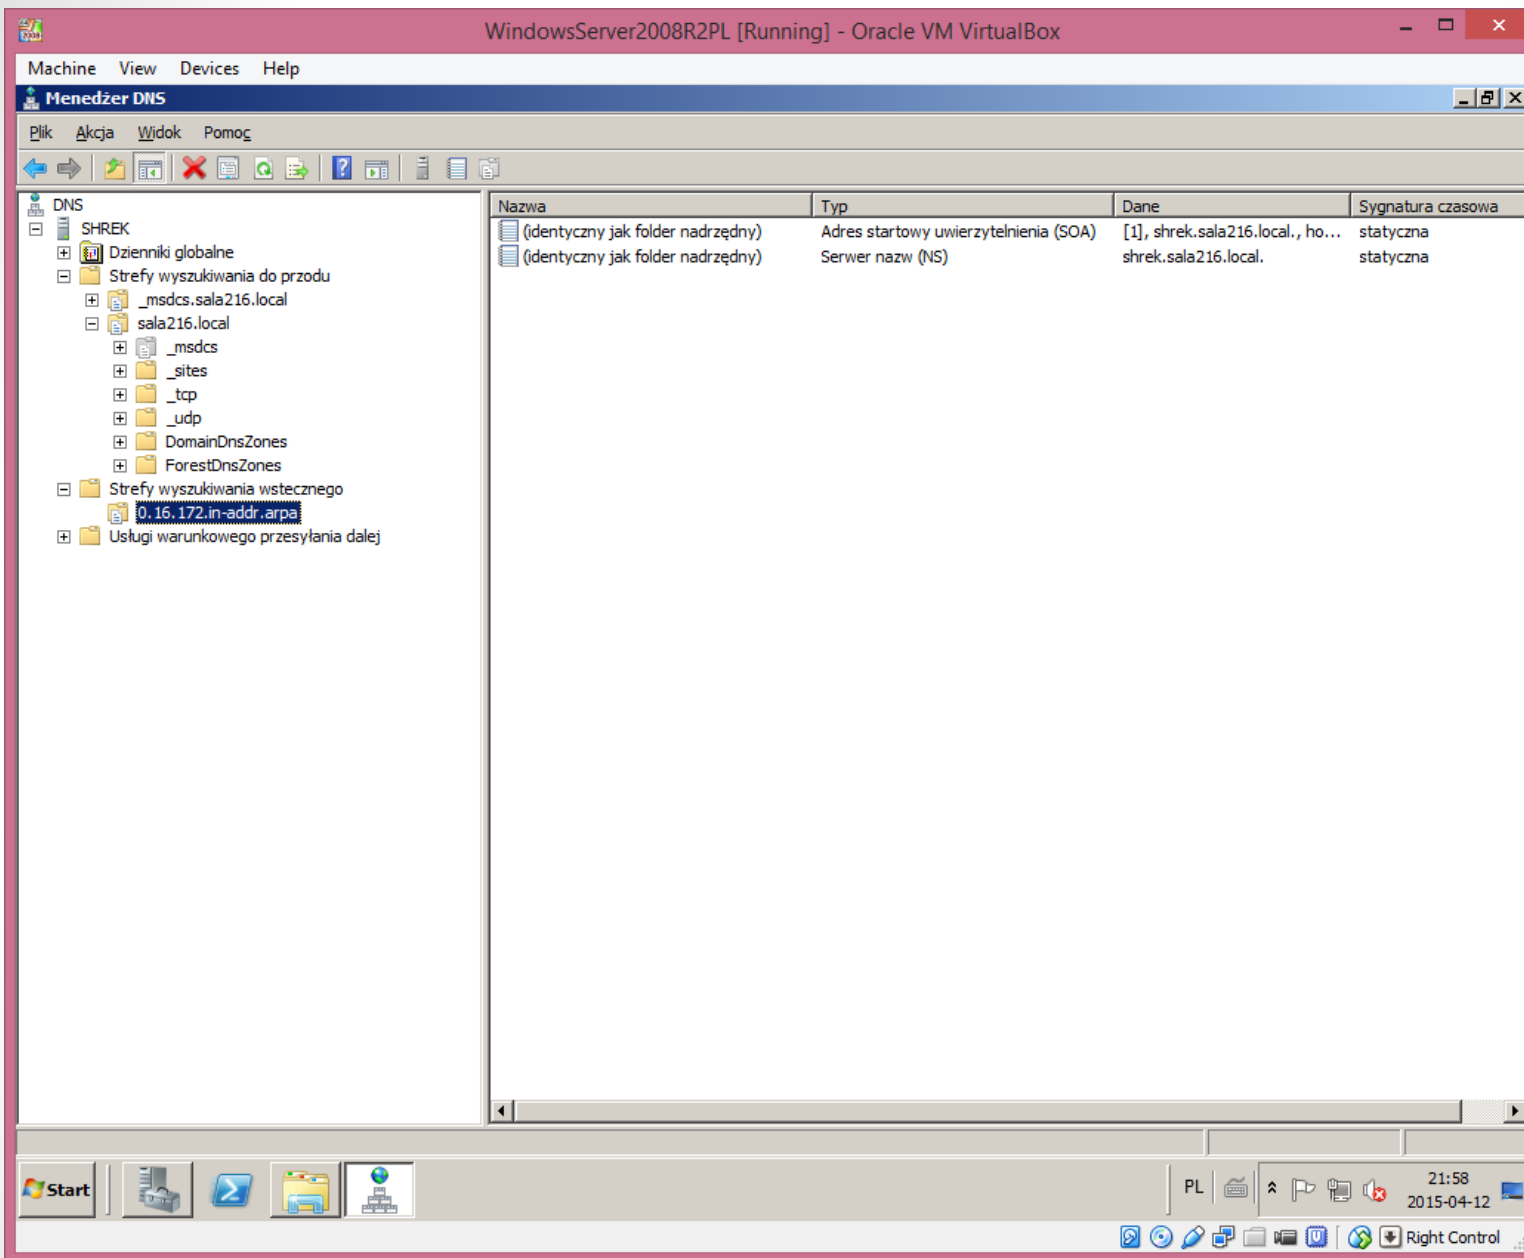 WindowsServer2008R2PL [Running] - Oracle VM VirtualBox
Machine View Devices Help
Menedżer DNS
Plik Akcja Widok Pomoc
DNS
SHREK
Dzienniki globalne
Strefy wyszukiwania do przodu
_msdcs.sala216.local
sala216.local
_msdcs
_sites
_tcp
_udp
DomainDnsZones
ForestDnsZones
Strefy wyszukiwania wstecznego
0.16.172.in-addr.arpa
Usługi warunkowego przesyłania dalej
Nazwa Typ Dane Sygnatura czasowa
(identyczny jak folder nadrzędny) Adres startowy uwierzytelnienia (SOA) [1], shrek.sala216.local., ho... statyczna
(identyczny jak folder nadrzędny) Serwer nazw (NS) shrek.sala216.local. statyczna
Start
PL
21:58
2015-04-12
Right Control